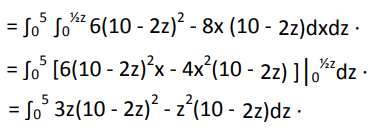 = ∫₀⁵ ∫₀^½z 6(10 - 2z)² - 8x (10 - 2z)dxdz ·
= ∫₀⁵ [6(10 - 2z)²x - 4x²(10 - 2z) ]|₀^½z dz ·
= ∫₀⁵ 3z(10 - 2z)² - z²(10 - 2z)dz ·